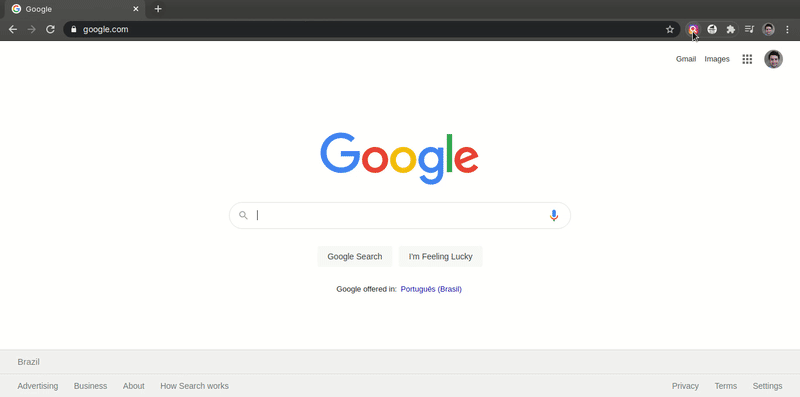 Google
google.com
Gmail Images
Google
Google Search I'm Feeling Lucky
Google offered in: Português (Brasil)
Brazil
Advertising Business About How Search works Privacy Terms Settings